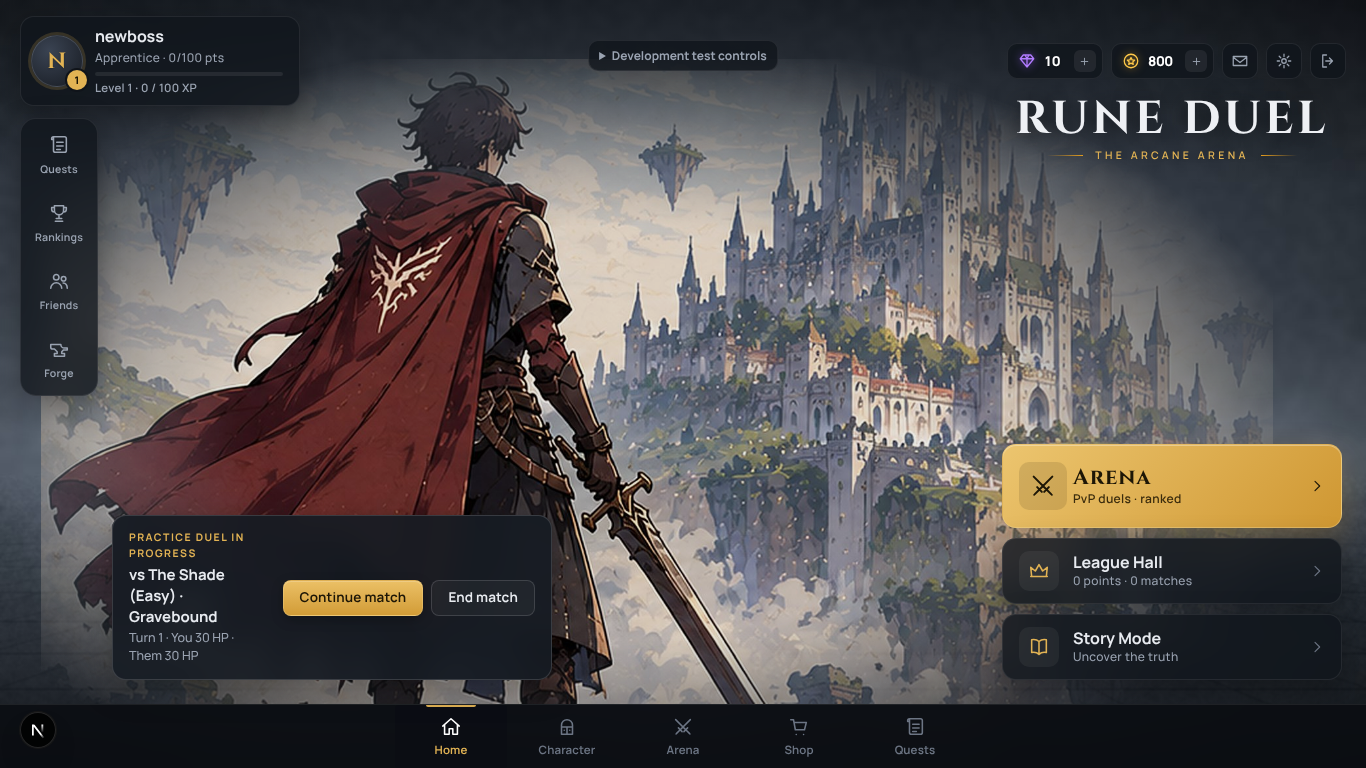 N
1
newboss
Apprentice · 0/100 pts
Level 1 · 0 / 100 XP
Development test controls
10
+
800
+
RUNE DUEL
THE ARCANE ARENA
Quests
Rankings
Friends
Forge
PRACTICE DUEL IN
PROGRESS
vs The Shade
(Easy) ·
Gravebound
Turn 1 · You 30 HP ·
Them 30 HP
Continue match
End match
Arena
PvP duels · ranked
League Hall
0 points · 0 matches
Story Mode
Uncover the truth
N
Home
Character
Arena
Shop
Quests